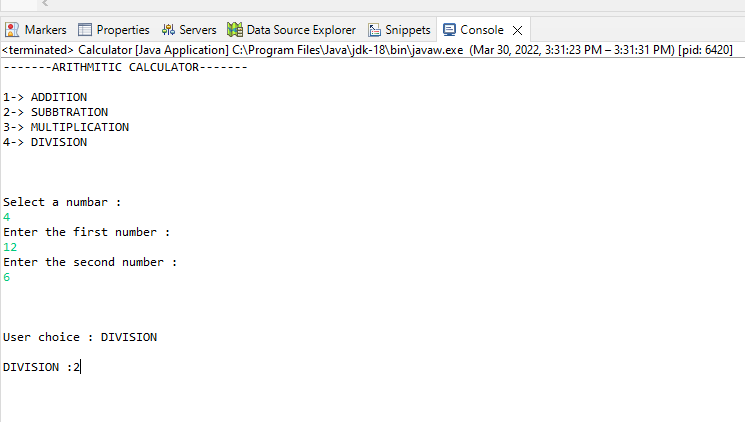 Markers Properties Servers Data Source Explorer Snippets Console
<terminated> Calculator [Java Application] C:\Program Files\Java\jdk-18\bin\javaw.exe (Mar 30, 2022, 3:31:23 PM – 3:31:31 PM) [pid: 6420]
-------ARITHMITIC CALCULATOR-------
1-> ADDITION
2-> SUBBTRATION
3-> MULTIPLICATION
4-> DIVISION
Select a numbar :
4
Enter the first number :
12
Enter the second number :
6
User choice : DIVISION
DIVISION :2